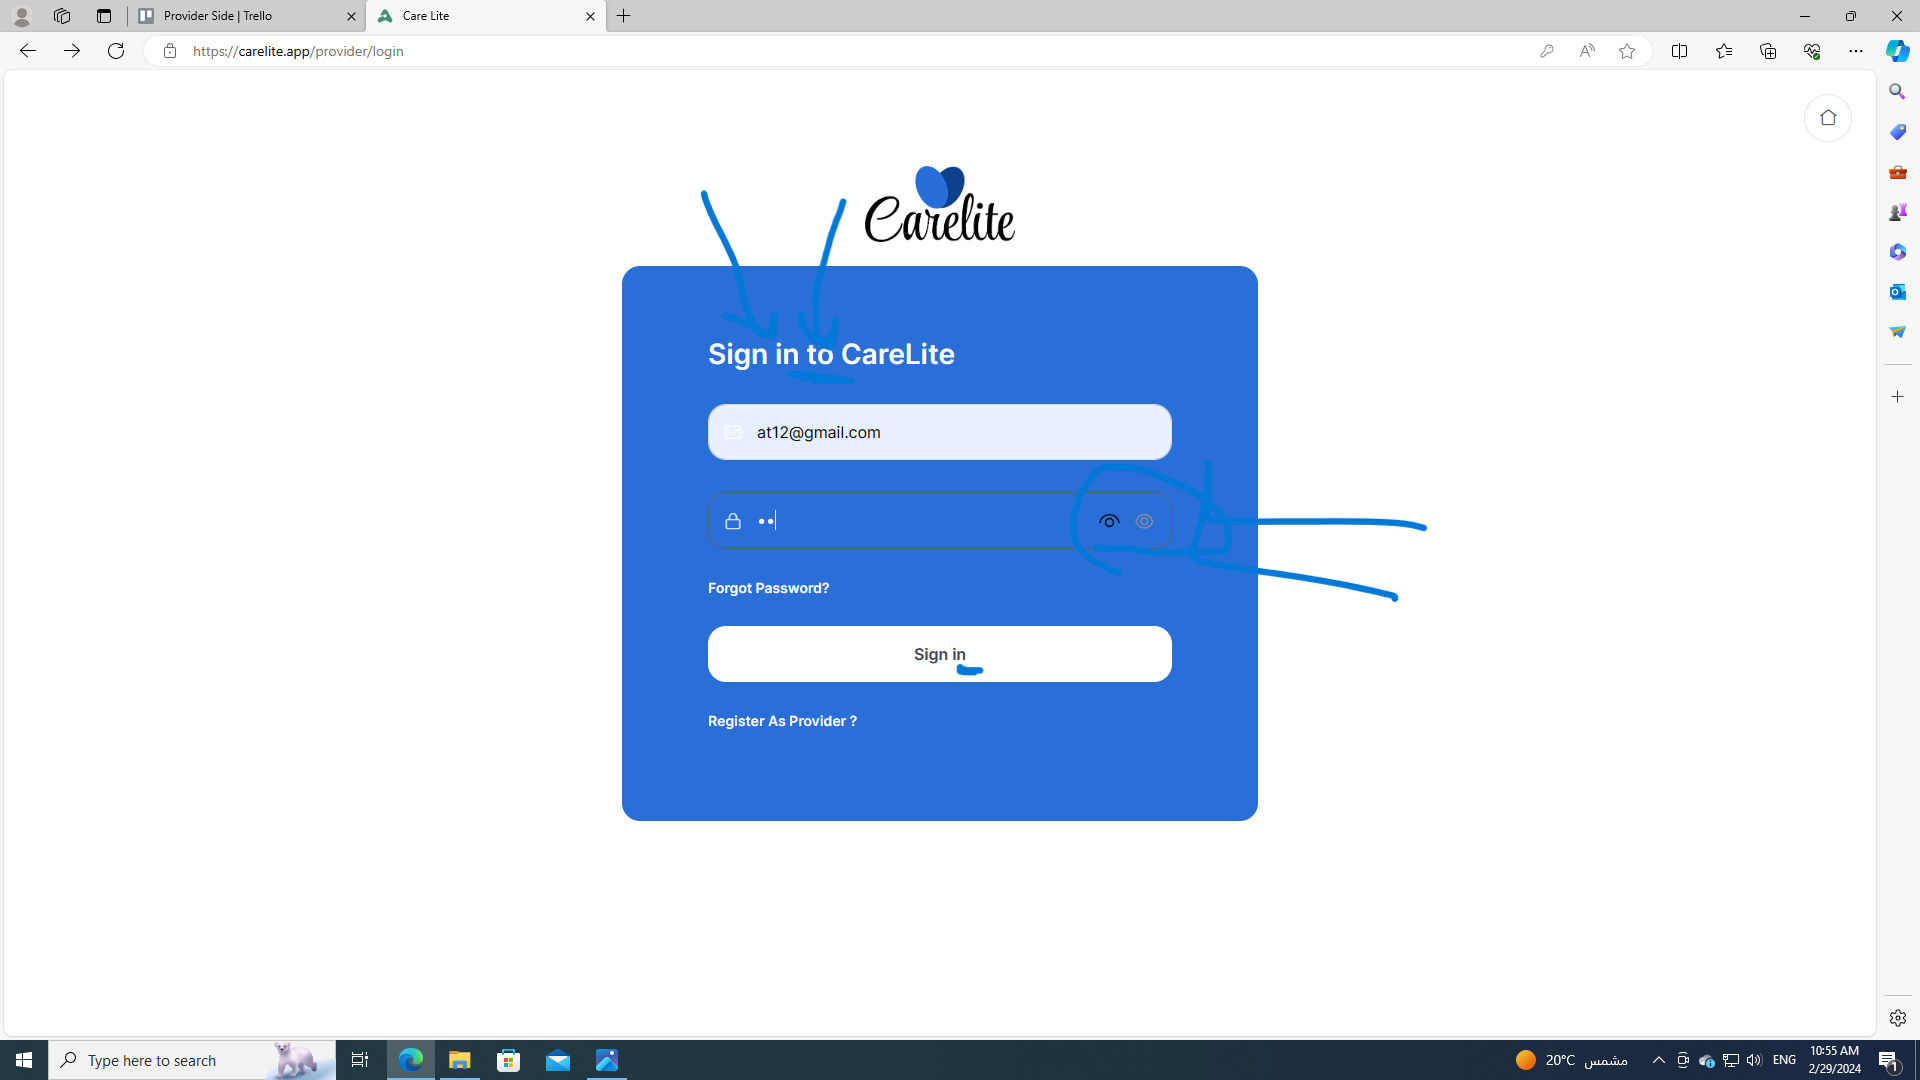 Provider Side | Trello
Care Lite
https://carelite.app/provider/login
Carelite
Sign in to CareLite
at12@gmail.com
••
Forgot Password?
Sign in
Register As Provider ?
Type here to search
20°C مشمس
ENG
10:55 AM
2/29/2024
1